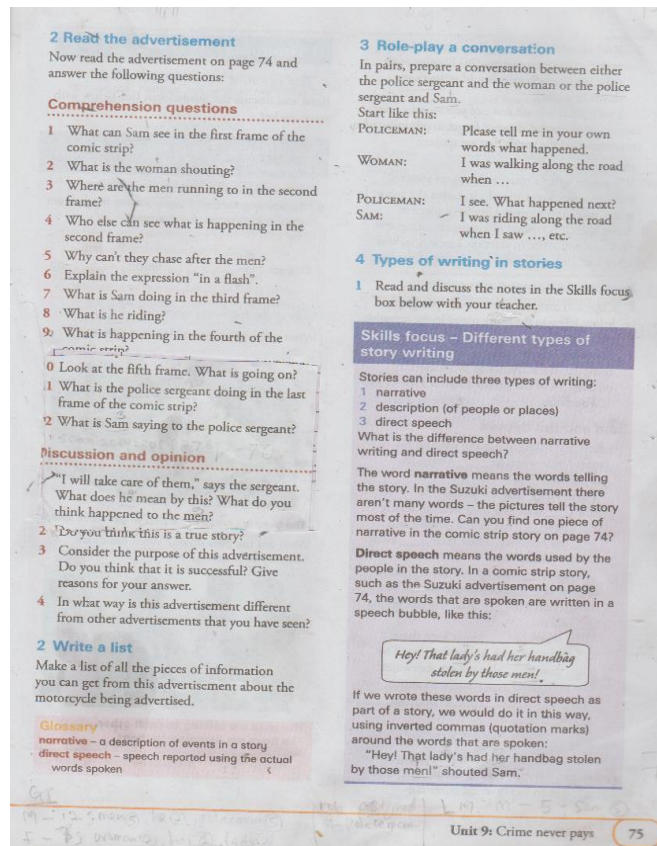 2 Read the advertisement
Now read the advertisement on page 74 and
answer the following questions:
Comprehension questions
1 What can Sam see in the first frame of the
comic strip?
2 What is the woman shouting?
3 Where are the men running to in the second
frame?
4 Who else can see what is happening in the
second frame?
5 Why can't they chase after the men?
6 Explain the expression "in a flash".
7 What is Sam doing in the third frame?
8 What is he riding?
9 What is happening in the fourth of the
comic strip?
0 Look at the fifth frame. What is going on?
1 What is the police sergeant doing in the last
frame of the comic strip?
2 What is Sam saying to the police sergeant?
Discussion and opinion
"I will take care of them," says the sergeant.
What does he mean by this? What do you
think happened to the men?
2 Do you think this is a true story?
3 Consider the purpose of this advertisement.
Do you think that it is successful? Give
reasons for your answer.
4 In what way is this advertisement different
from other advertisements that you have seen?
2 Write a list
Make a list of all the pieces of information
you can get from this advertisement about the
motorcycle being advertised.
Glossary
narrative – a description of events in a story
direct speech – speech reported using the actual
words spoken
3 Role-play a conversation
In pairs, prepare a conversation between either
the police sergeant and the woman or the police
sergeant and Sam.
Start like this:
POLICEMAN: Please tell me in your own
words what happened.
WOMAN: I was walking along the road
when ...
POLICEMAN: I see. What happened next?
SAM: I was riding along the road
when I saw ..., etc.
4 Types of writing in stories
1 Read and discuss the notes in the Skills focus
box below with your teacher.
Skills focus – Different types of
story writing
Stories can include three types of writing:
1 narrative
2 description (of people or places)
3 direct speech
What is the difference between narrative
writing and direct speech?
The word narrative means the words telling
the story. In the Suzuki advertisement there
aren't many words – the pictures tell the story
most of the time. Can you find one piece of
narrative in the comic strip story on page 74?
Direct speech means the words used by the
people in the story. In a comic strip story,
such as the Suzuki advertisement on page
74, the words that are spoken are written in a
speech bubble, like this:
Hey! That lady's had her handbag
stolen by those men!
If we wrote these words in direct speech as
part of a story, we would do it in this way,
using inverted commas (quotation marks)
around the words that are spoken:
"Hey! That lady's had her handbag stolen
by those men!" shouted Sam.
Unit 9: Crime never pays 75